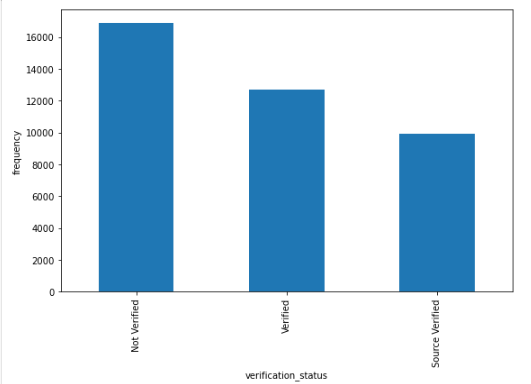 16000
14000
12000
10000
8000
6000
4000
2000
0
frequency
Not Verified
Verified
Source Verified
verification_status